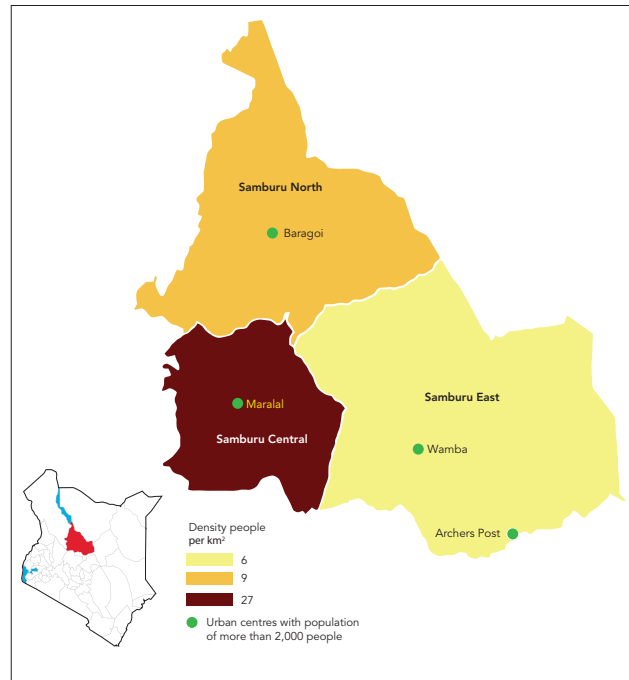 Samburu North
Baragoi
Maralal
Samburu Central
Samburu East
Wamba
Archers Post
Density people
per km²
6
9
27
Urban centres with population
of more than 2,000 people